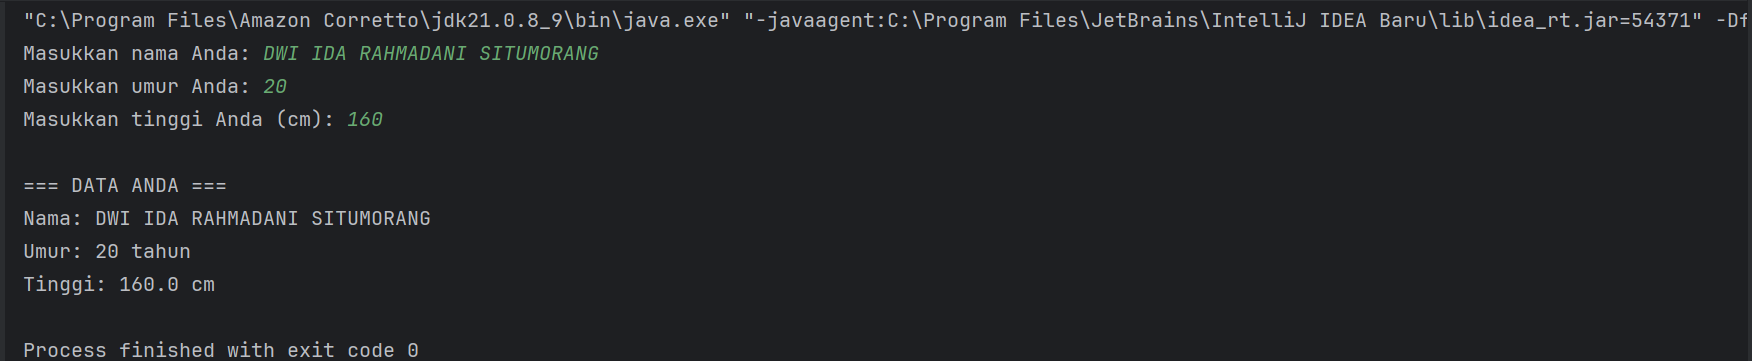 "C:\Program Files\Amazon Corretto\jdk21.0.8_9\bin\java.exe" "-javaagent:C:\Program Files\JetBrains\IntelliJ IDEA Baru\lib\idea_rt.jar=54371" -Df
Masukkan nama Anda: DWI IDA RAHMADANI SITUMORANG
Masukkan umur Anda: 20
Masukkan tinggi Anda (cm): 160
=== DATA ANDA ===
Nama: DWI IDA RAHMADANI SITUMORANG
Umur: 20 tahun
Tinggi: 160.0 cm
Process finished with exit code 0